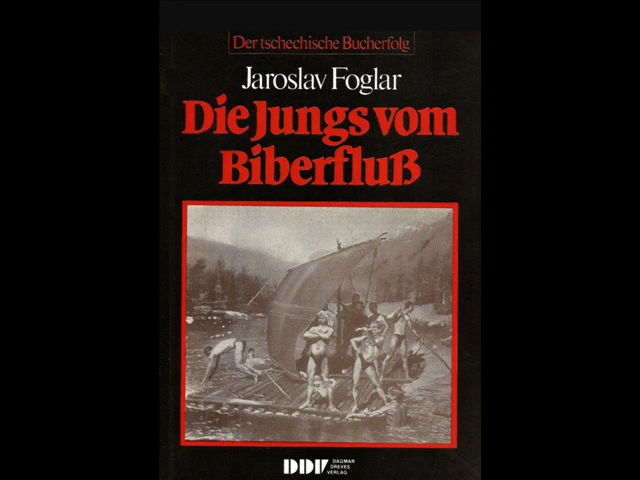 Der tschechische Bucherfolg
Jaroslav Foglar
Die Jungs vom
Biberfluß
DDV DAGMAR
DREVES
VERLAG